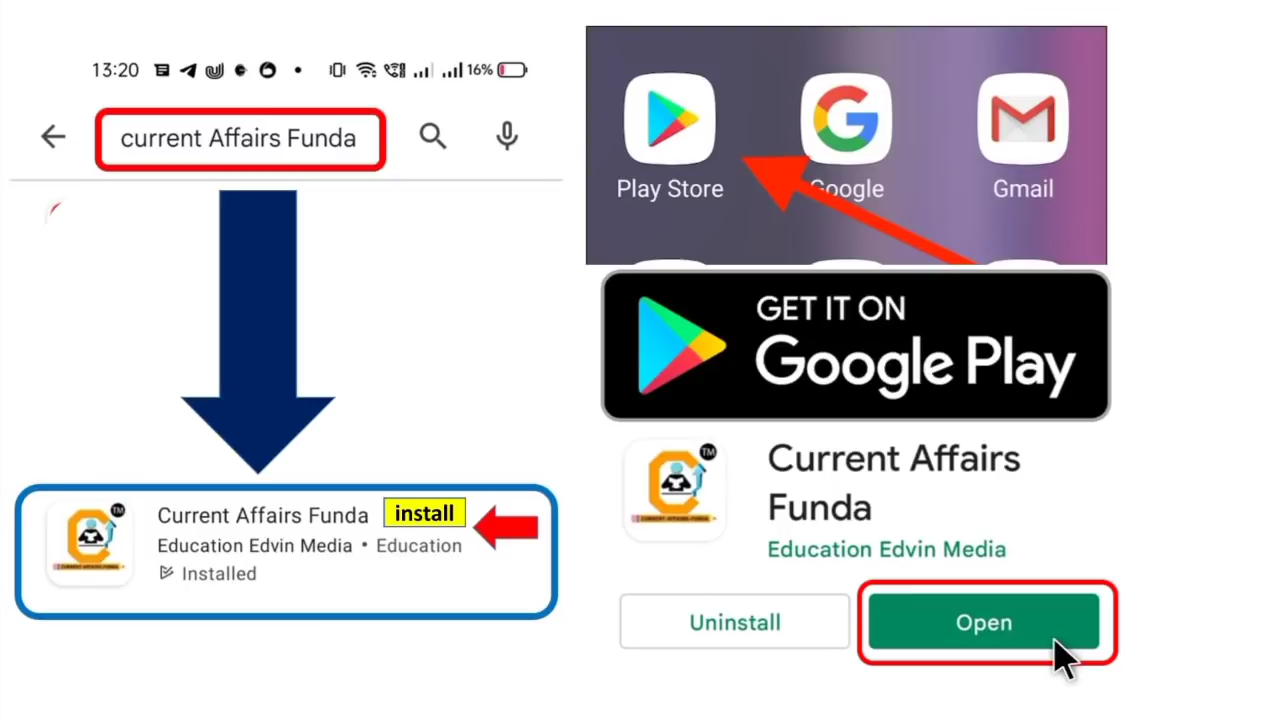 13:20
16%
current Affairs Funda
Current Affairs Funda install
Education Edvin Media • Education
Installed
Play Store
Google
Gmail
GET IT ON
Google Play
TM
Current Affairs
Funda
Education Edvin Media
Uninstall
Open